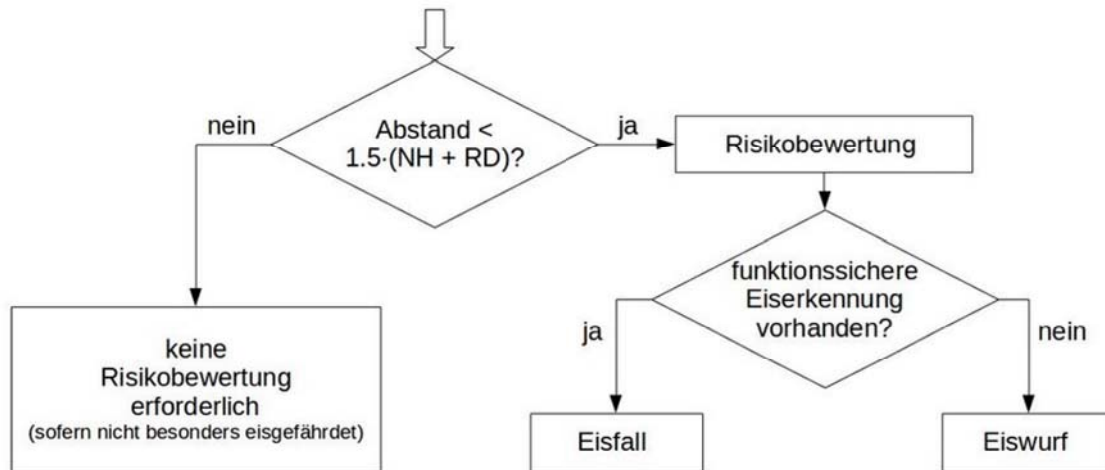 Abstand <
1.5·(NH + RD)?
nein
ja
Risikobewertung
funktionssichere
Eiserkennung
vorhanden?
ja
nein
keine
Risikobewertung
erforderlich
(sofern nicht besonders eisgefährdet)
Eisfall
Eiswurf